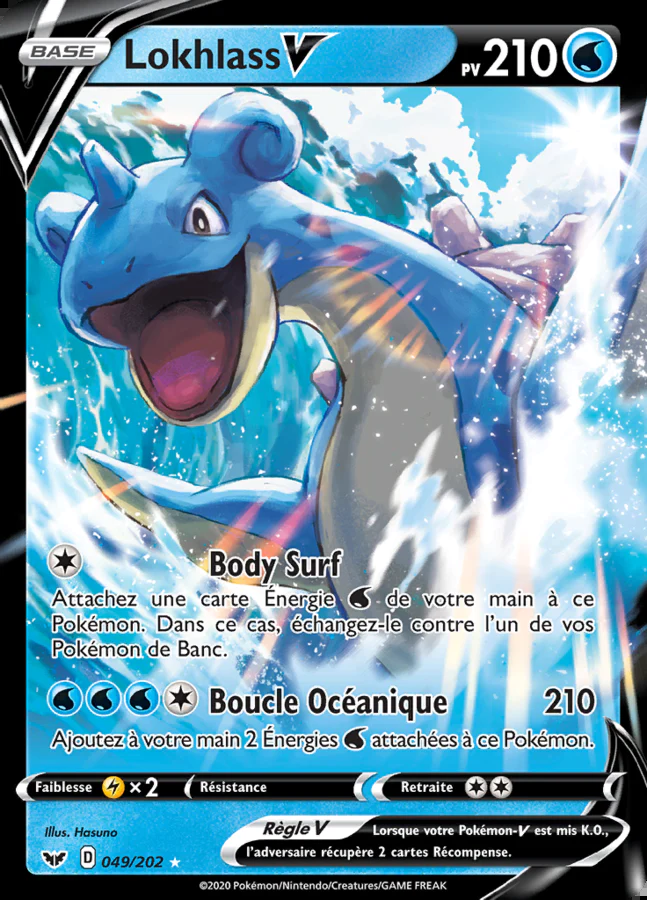 BASE
Lokhlass V
PV 210
Body Surf
Attachez une carte Énergie de votre main à ce
Pokémon. Dans ce cas, échangez-le contre l'un de vos
Pokémon de Banc.
Boucle Océanique 210
Ajoutez à votre main 2 Énergies attachées à ce Pokémon.
Faiblesse ×2 Résistance Retraite
Illus. Hasuno
Règle V Lorsque votre Pokémon-V est mis K.O.,
l'adversaire récupère 2 cartes Récompense.
D 049/202
©2020 Pokémon/Nintendo/Creatures/GAME FREAK